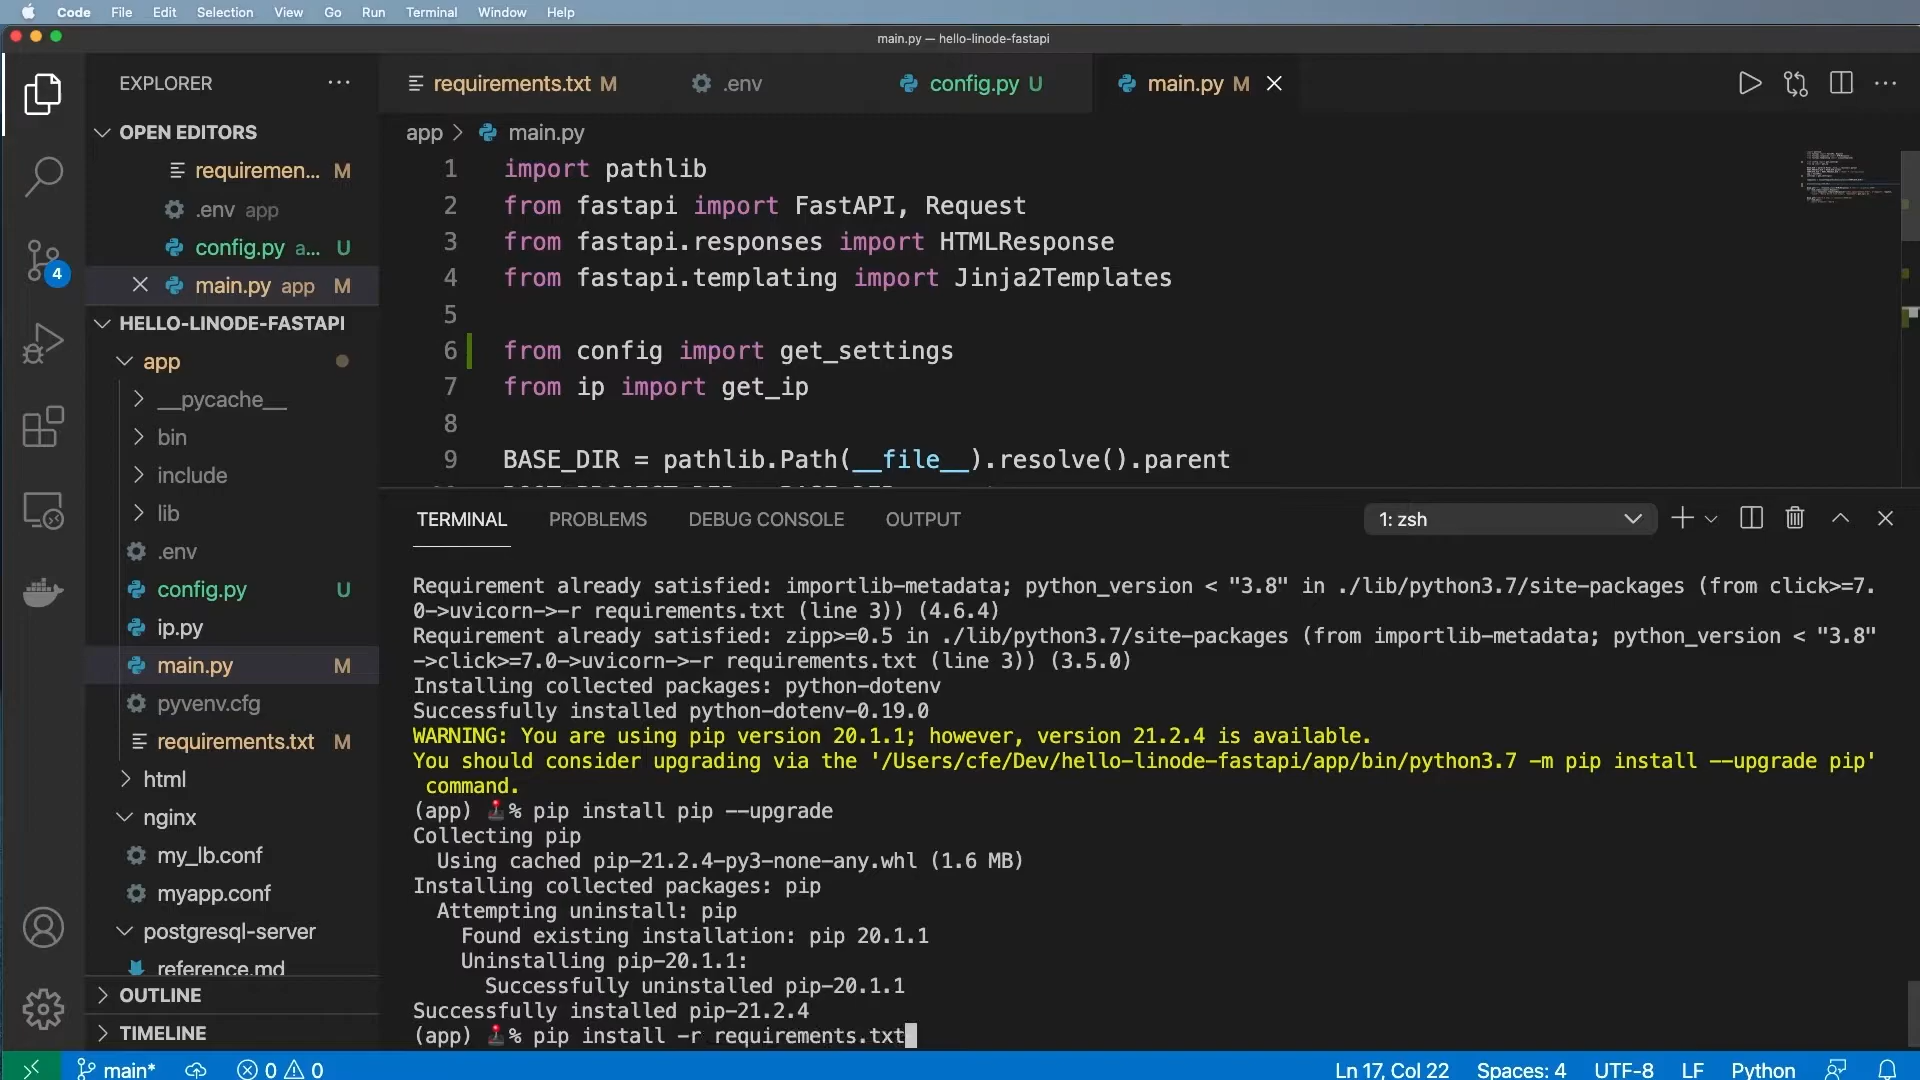 Code File Edit Selection View Go Run Terminal Window Help
main.py — hello-linode-fastapi
EXPLORER ···
requirements.txt M .env config.py U main.py M
OPEN EDITORS
requiremen... M
.env app
config.py a... U
main.py app M
HELLO-LINODE-FASTAPI
app
__pycache__
bin
include
lib
.env
config.py U
ip.py
main.py M
pyvenv.cfg
requirements.txt M
html
nginx
my_lb.conf
myapp.conf
postgresql-server
reference.md
OUTLINE
TIMELINE
4
app > main.py
1 import pathlib
2 from fastapi import FastAPI, Request
3 from fastapi.responses import HTMLResponse
4 from fastapi.templating import Jinja2Templates
5
6 from config import get_settings
7 from ip import get_ip
8
9 BASE_DIR = pathlib.Path(__file__).resolve().parent
TERMINAL PROBLEMS DEBUG CONSOLE OUTPUT 1: zsh
Requirement already satisfied: importlib-metadata; python_version < "3.8" in ./lib/python3.7/site-packages (from click>=7.
0->uvicorn->-r requirements.txt (line 3)) (4.6.4)
Requirement already satisfied: zipp>=0.5 in ./lib/python3.7/site-packages (from importlib-metadata; python_version < "3.8"
->click>=7.0->uvicorn->-r requirements.txt (line 3)) (3.5.0)
Installing collected packages: python-dotenv
Successfully installed python-dotenv-0.19.0
WARNING: You are using pip version 20.1.1; however, version 21.2.4 is available.
You should consider upgrading via the '/Users/cfe/Dev/hello-linode-fastapi/app/bin/python3.7 -m pip install --upgrade pip'
command.
(app) 🕹% pip install pip --upgrade
Collecting pip
Using cached pip-21.2.4-py3-none-any.whl (1.6 MB)
Installing collected packages: pip
Attempting uninstall: pip
Found existing installation: pip 20.1.1
Uninstalling pip-20.1.1:
Successfully uninstalled pip-20.1.1
Successfully installed pip-21.2.4
(app) 🕹% pip install -r requirements.txt
main* 0 0 Ln 17, Col 22 Spaces: 4 UTF-8 LF Python